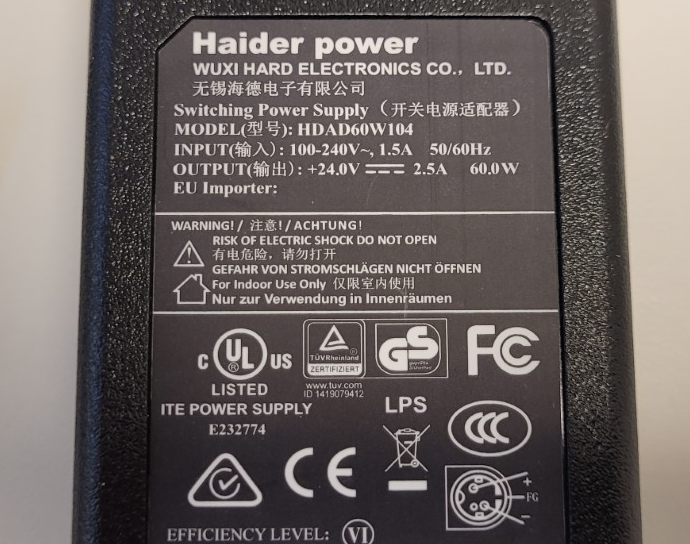 Haider power
WUXI HARD ELECTRONICS CO., LTD.
无锡海德电子有限公司
Switching Power Supply（开关电源适配器）
MODEL(型号): HDAD60W104
INPUT(输入): 100-240V~, 1.5A 50/60Hz
OUTPUT(输出): +24.0V ⎓ 2.5A 60.0W
EU Importer:
WARNING! / 注意! / ACHTUNG!
RISK OF ELECTRIC SHOCK DO NOT OPEN
有电危险，请勿打开
GEFAHR VON STROMSCHLÄGEN NICHT ÖFFNEN
For Indoor Use Only 仅限室内使用
Nur zur Verwendung in Innenräumen
C UL ® US
LISTED
ITE POWER SUPPLY
E232774
TÜVRheinland
ZERTIFIZIERT
www.tuv.com
ID 1419079412
GS
geprüfte
Sicherheit
FC
LPS
CCC
CE
+
FG
-
EFFICIENCY LEVEL: VI